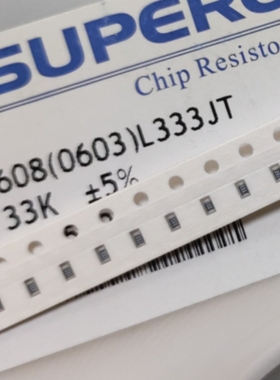 SUPERO
Chip Resisto
608(0603)L333JT
33K ±5%